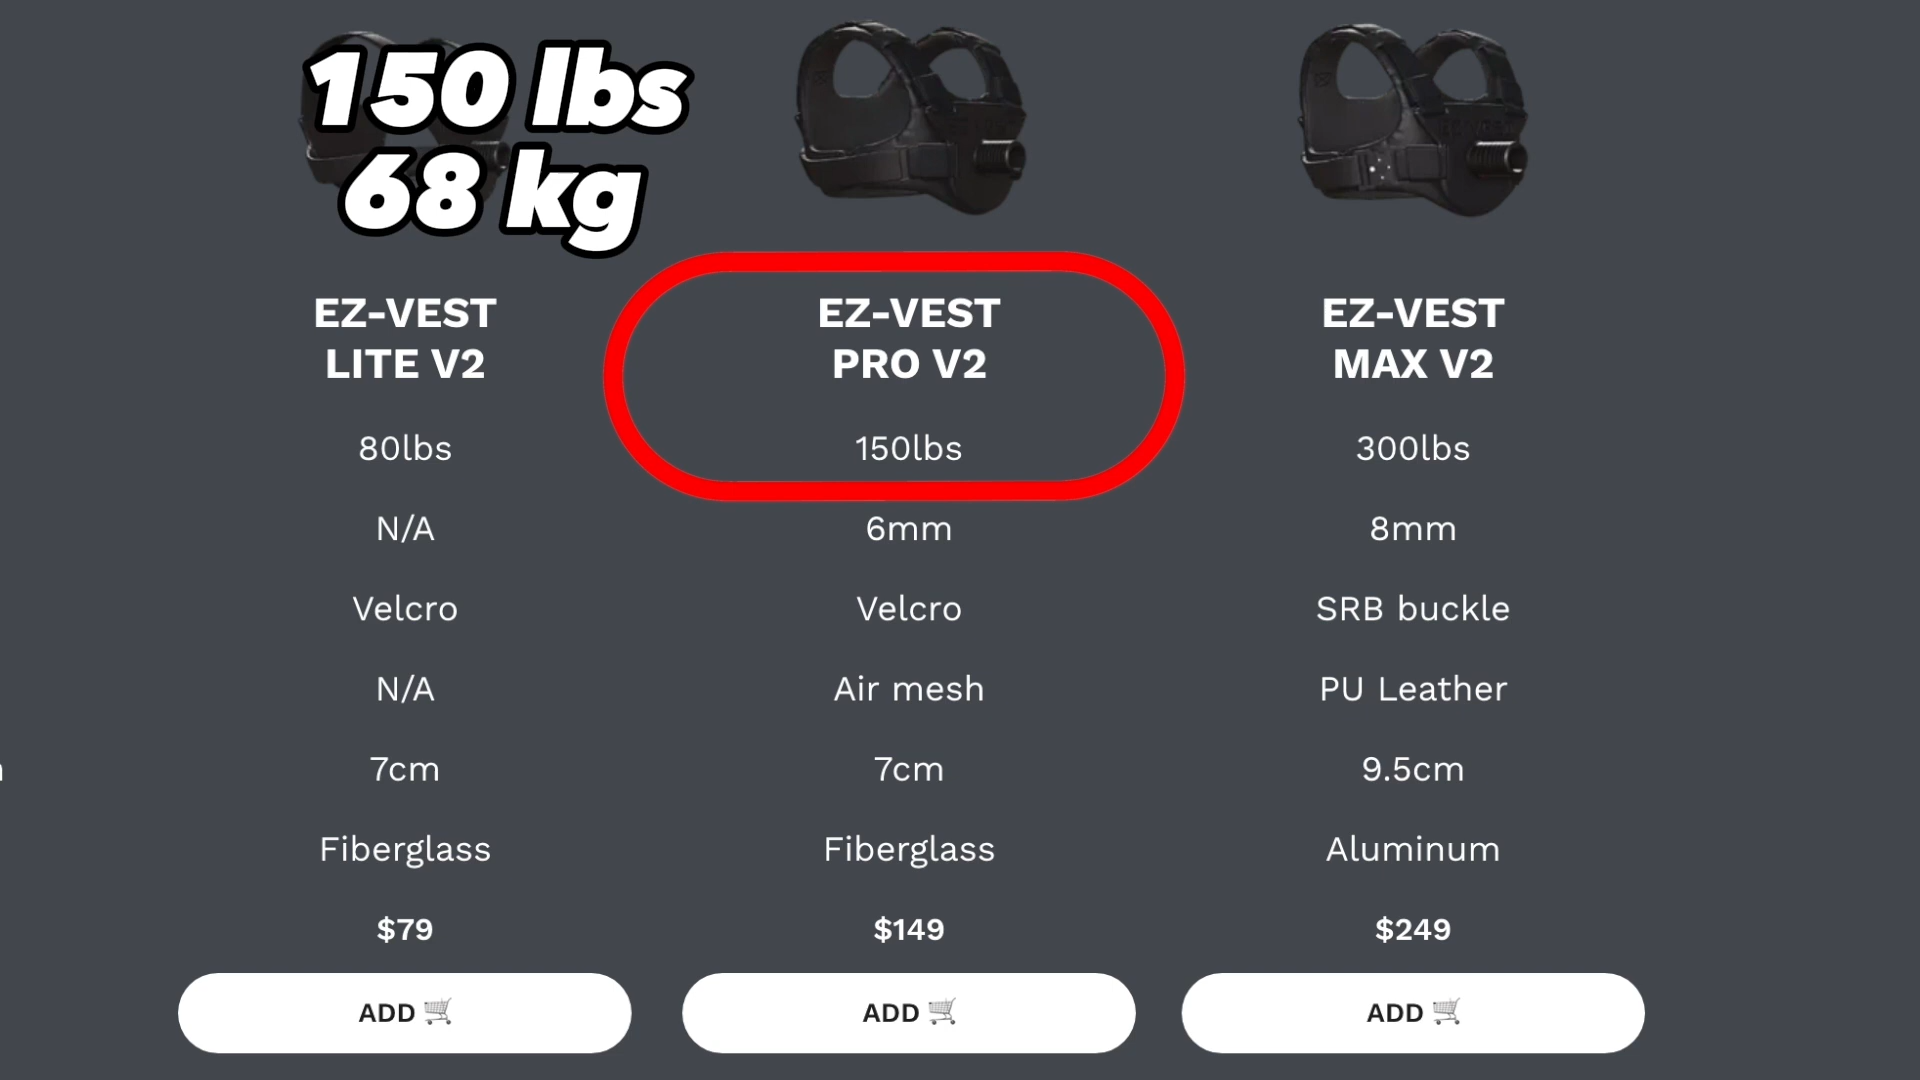 150 lbs
68 kg
EZ-VEST
LITE V2
EZ-VEST
PRO V2
EZ-VEST
MAX V2
80lbs
150lbs
300lbs
N/A
6mm
8mm
Velcro
Velcro
SRB buckle
N/A
Air mesh
PU Leather
7cm
7cm
9.5cm
Fiberglass
Fiberglass
Aluminum
$79
$149
$249
ADD
ADD
ADD